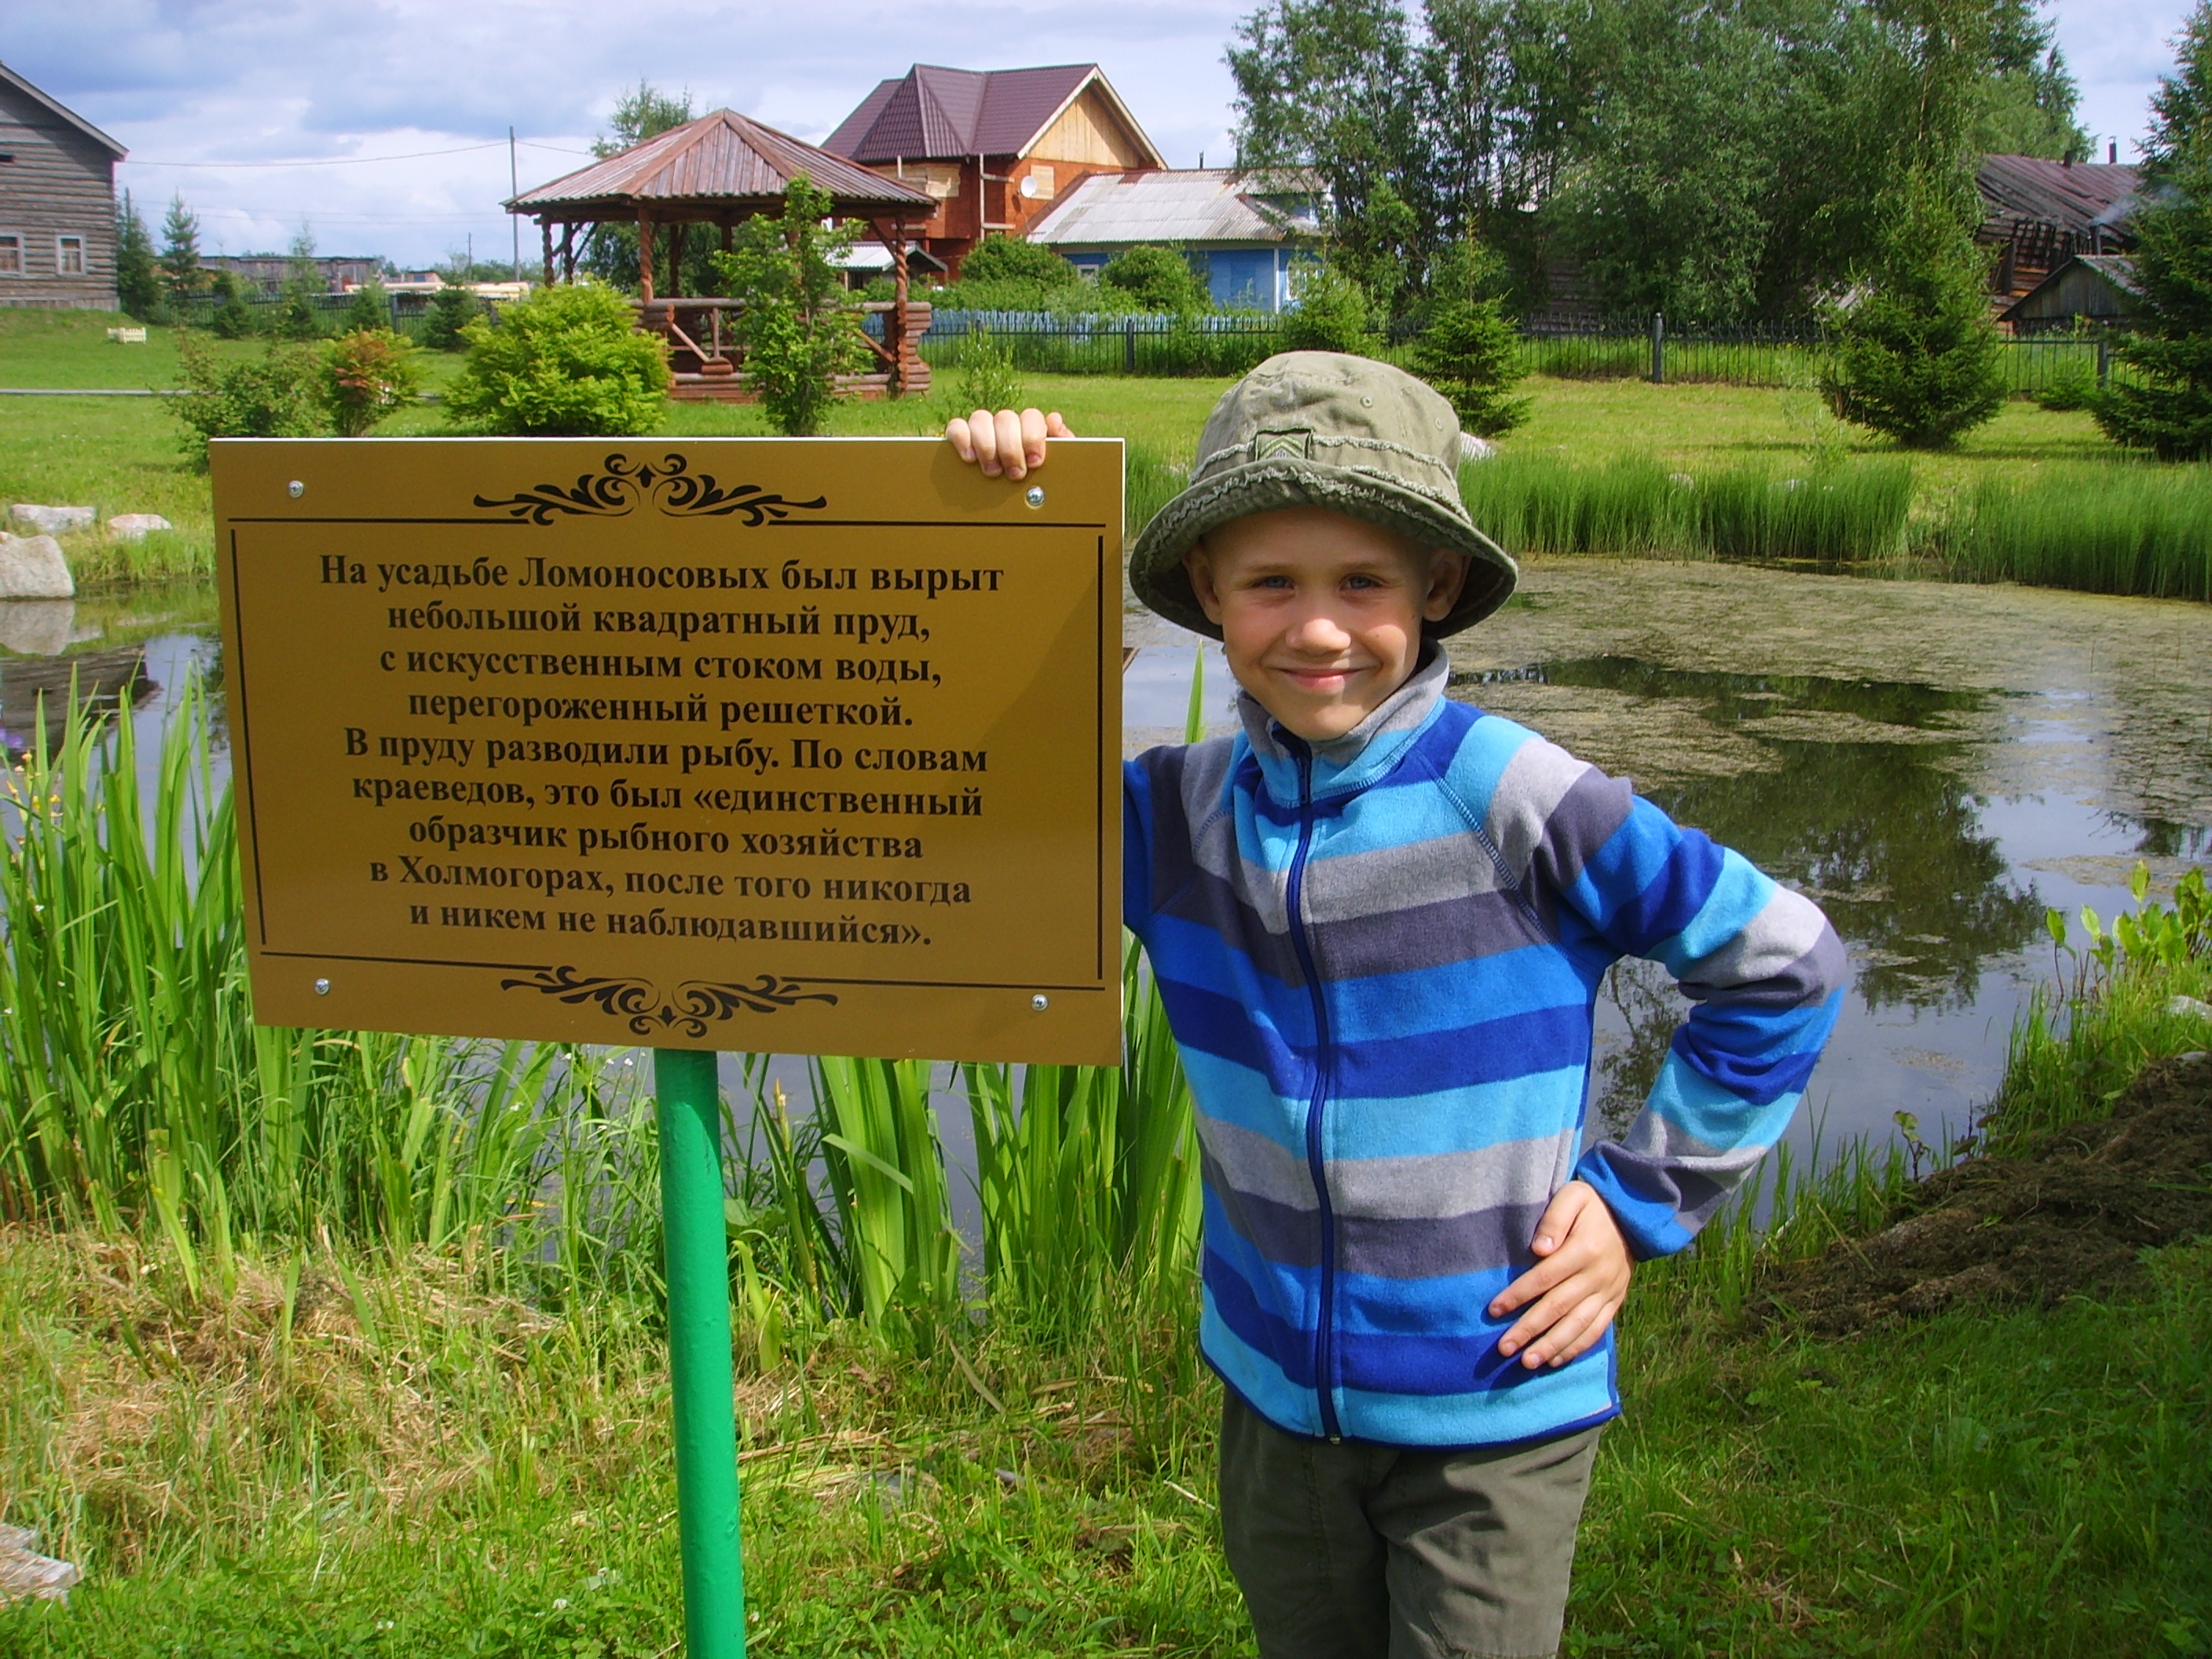 На усадьбе Ломоносовых был вырыт
небольшой квадратный пруд,
с искусственным стоком воды,
перегороженный решеткой.
В пруду разводили рыбу. По словам
краеведов, это был «единственный
образчик рыбного хозяйства
в Холмогорах, после того никогда
и никем не наблюдавшийся».